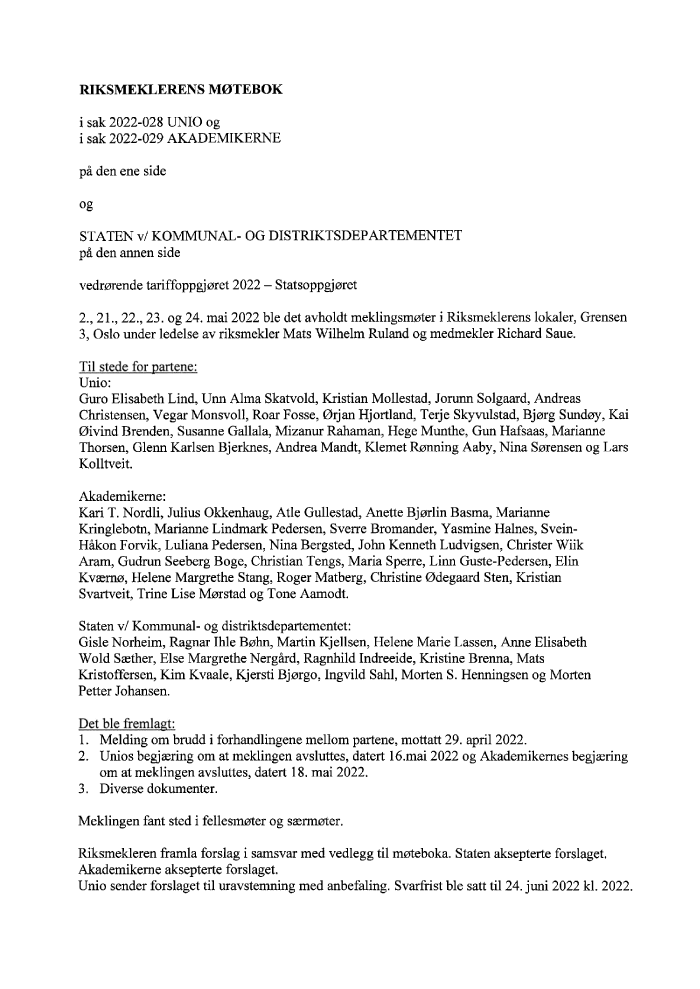 RIKSMEKLERENS MØTEBOK
i sak 2022-028 UNIO og
i sak 2022-029 AKADEMIKERNE
på den ene side
og
STATEN v/ KOMMUNAL- OG DISTRIKTSDEPARTEMENTET
på den annen side
vedrørende tariffoppgjøret 2022 – Statsoppgjøret
2., 21., 22., 23. og 24. mai 2022 ble det avholdt meklingsmøter i Riksmeklerens lokaler, Grensen
3, Oslo under ledelse av riksmekler Mats Wilhelm Ruland og medmekler Richard Saue.
Til stede for partene:
Unio:
Guro Elisabeth Lind, Unn Alma Skatvold, Kristian Mollestad, Jorunn Solgaard, Andreas
Christensen, Vegar Monsvoll, Roar Fosse, Ørjan Hjortland, Terje Skyvulstad, Bjørg Sundøy, Kai
Øivind Brenden, Susanne Gallala, Mizanur Rahaman, Hege Munthe, Gun Hafsaas, Marianne
Thorsen, Glenn Karlsen Bjerknes, Andrea Mandt, Klemet Rønning Aaby, Nina Sørensen og Lars
Kolltveit.
Akademikerne:
Kari T. Nordli, Julius Okkenhaug, Atle Gullestad, Anette Bjørlin Basma, Marianne
Kringlebotn, Marianne Lindmark Pedersen, Sverre Bromander, Yasmine Halnes, Svein-
Håkon Forvik, Luliana Pedersen, Nina Bergsted, John Kenneth Ludvigsen, Christer Wiik
Aram, Gudrun Seeberg Boge, Christian Tengs, Maria Sperre, Linn Guste-Pedersen, Elin
Kværnø, Helene Margrethe Stang, Roger Matberg, Christine Ødegaard Sten, Kristian
Svartveit, Trine Lise Mørstad og Tone Aamodt.
Staten v/ Kommunal- og distriktsdepartementet:
Gisle Norheim, Ragnar Ihle Bøhn, Martin Kjellsen, Helene Marie Lassen, Anne Elisabeth
Wold Sæther, Else Margrethe Nergård, Ragnhild Indreeide, Kristine Brenna, Mats
Kristoffersen, Kim Kvaale, Kjersti Bjørgo, Ingvild Sahl, Morten S. Henningsen og Morten
Petter Johansen.
Det ble fremlagt:
1. Melding om brudd i forhandlingene mellom partene, mottatt 29. april 2022.
2. Unios begjæring om at meklingen avsluttes, datert 16.mai 2022 og Akademikernes begjæring
om at meklingen avsluttes, datert 18. mai 2022.
3. Diverse dokumenter.
Meklingen fant sted i fellesmøter og særmøter.
Riksmekleren framla forslag i samsvar med vedlegg til møteboka. Staten aksepterte forslaget.
Akademikerne aksepterte forslaget.
Unio sender forslaget til uravstemning med anbefaling. Svarfrist ble satt til 24. juni 2022 kl. 2022.